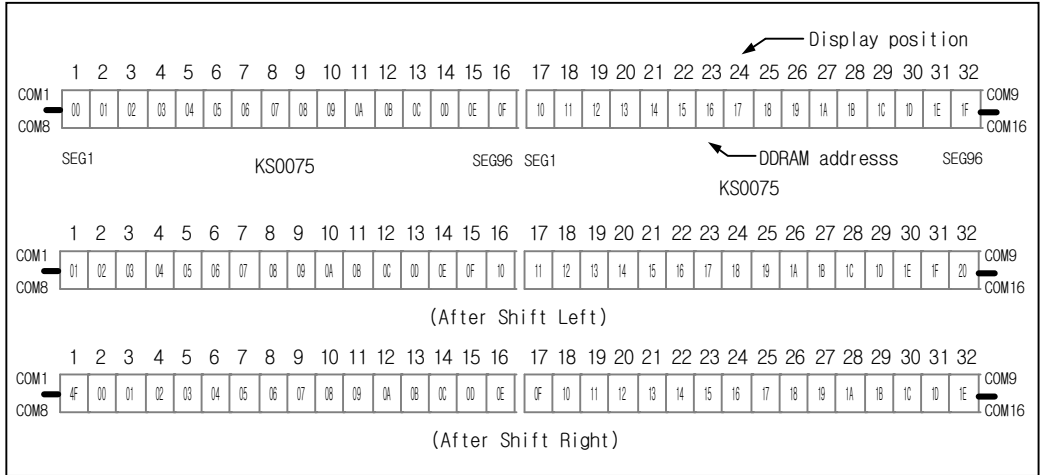 Display position
1 2 3 4 5 6 7 8 9 10 11 12 13 14 15 16 17 18 19 20 21 22 23 24 25 26 27 28 29 30 31 32
COM1 COM9
00 01 02 03 04 05 06 07 08 09 0A 0B 0C 0D 0E 0F 10 11 12 13 14 15 16 17 18 19 1A 1B 1C 1D 1E 1F
COM8 COM16
SEG1 SEG96 SEG1 DDRAM addresss SEG96
KS0075 KS0075
1 2 3 4 5 6 7 8 9 10 11 12 13 14 15 16 17 18 19 20 21 22 23 24 25 26 27 28 29 30 31 32
COM1 COM9
01 02 03 04 05 06 07 08 09 0A 0B 0C 0D 0E 0F 10 11 12 13 14 15 16 17 18 19 1A 1B 1C 1D 1E 1F 20
COM8 COM16
(After Shift Left)
1 2 3 4 5 6 7 8 9 10 11 12 13 14 15 16 17 18 19 20 21 22 23 24 25 26 27 28 29 30 31 32
COM1 COM9
4F 00 01 02 03 04 05 06 07 08 09 0A 0B 0C 0D 0E 0F 10 11 12 13 14 15 16 17 18 19 1A 1B 1C 1D 1E
COM8 COM16
(After Shift Right)